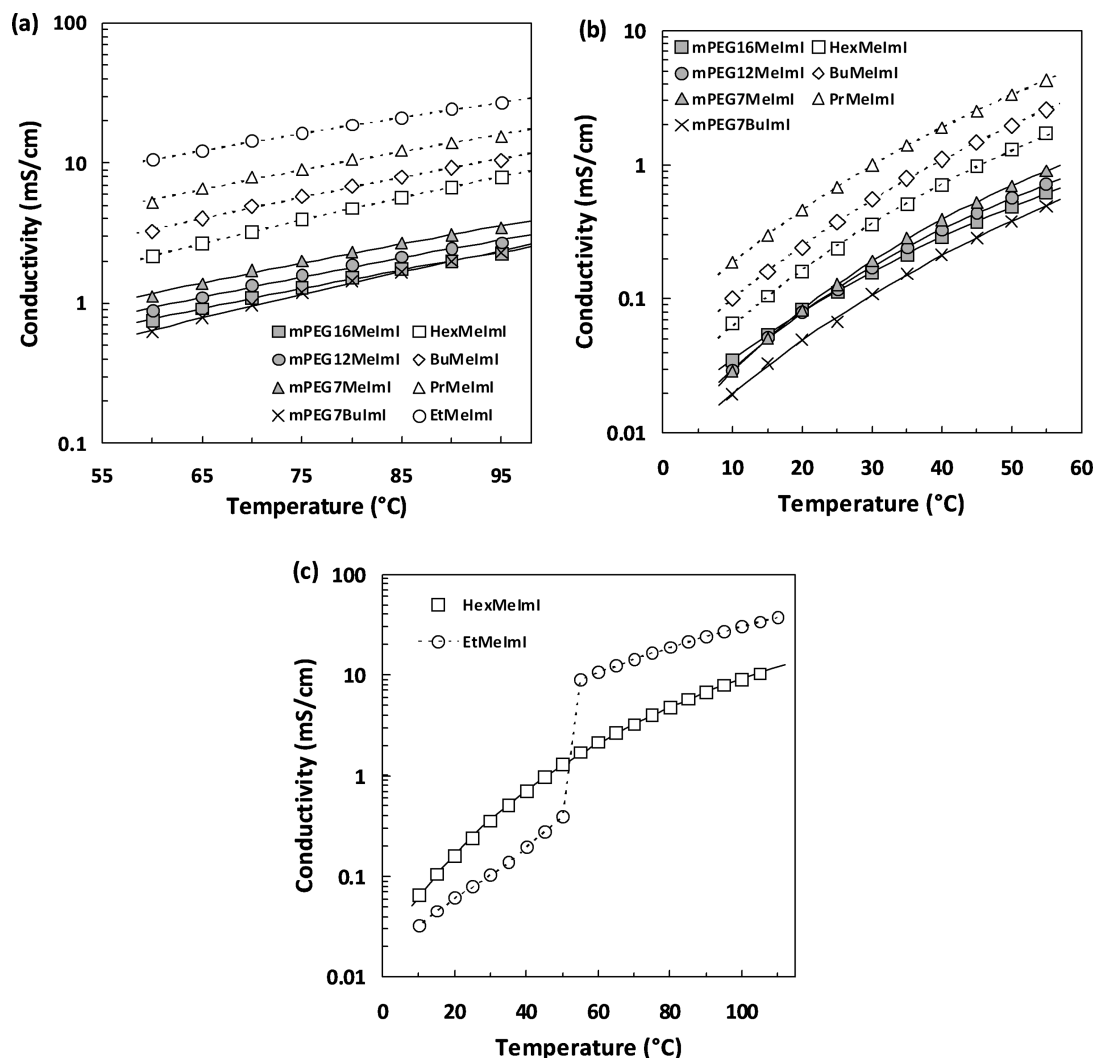 (a)
100
10
1
0.1
Conductivity (mS/cm)
mPEG16MeImI HexMeImI
mPEG12MeImI BuMeImI
mPEG7MeImI PrMeImI
mPEG7BuImI EtMeImI
55 65 75 85 95
Temperature (°C)
(b)
10
1
0.1
0.01
Conductivity (mS/cm)
mPEG16MeImI HexMeImI
mPEG12MeImI BuMeImI
mPEG7MeImI PrMeImI
mPEG7BuImI
0 10 20 30 40 50 60
Temperature (°C)
(c)
100
10
1
0.1
0.01
Conductivity (mS/cm)
HexMeImI
EtMeImI
0 20 40 60 80 100
Temperature (°C)